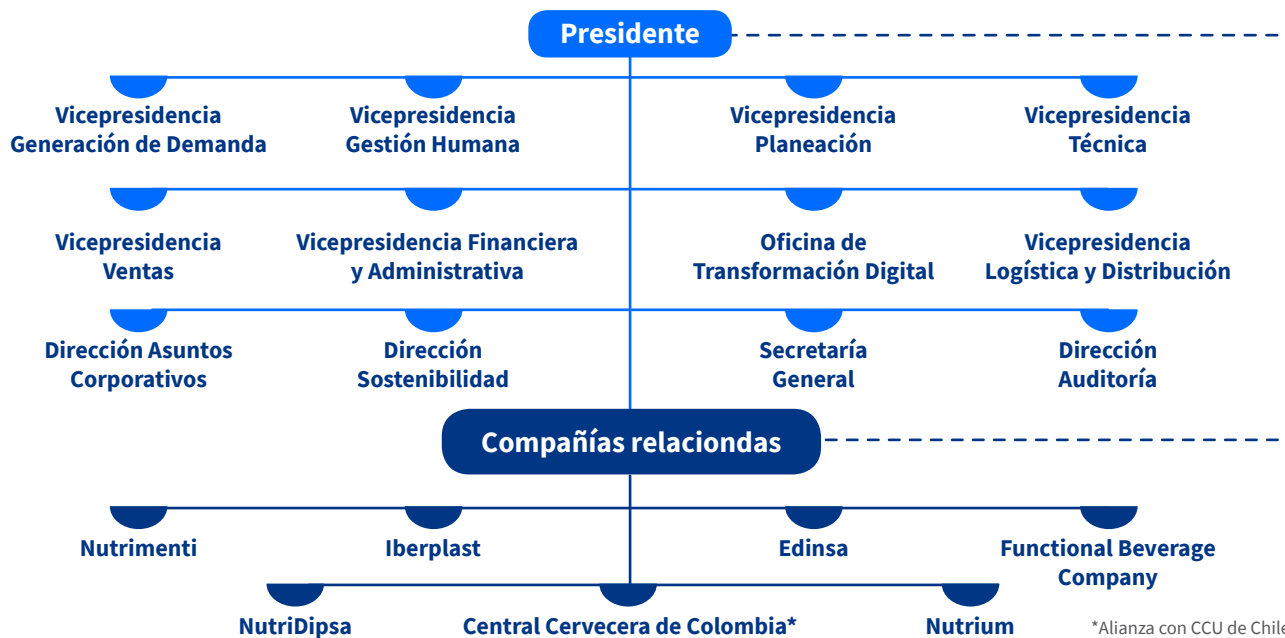 Presidente
Vicepresidencia
Generación de Demanda
Vicepresidencia
Gestión Humana
Vicepresidencia
Planeación
Vicepresidencia
Técnica
Vicepresidencia
Ventas
Vicepresidencia Financiera
y Administrativa
Oficina de
Transformación Digital
Vicepresidencia
Logística y Distribución
Dirección Asuntos
Corporativos
Dirección
Sostenibilidad
Secretaría
General
Dirección
Auditoría
Compañías relaciondas
Nutrimenti
Iberplast
Edinsa
Functional Beverage
Company
NutriDipsa
Central Cervecera de Colombia*
Nutrium
*Alianza con CCU de Chile